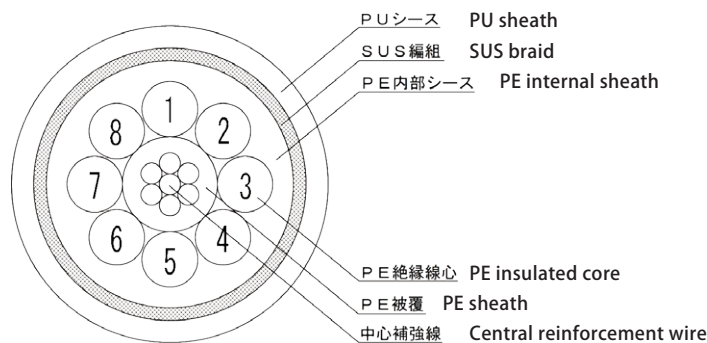 PUシース PU sheath
SUS編組 SUS braid
PE内部シース PE internal sheath
1
8 2
7 3
6 4
5
PE絶縁線心 PE insulated core
PE被覆 PE sheath
中心補強線 Central reinforcement wire